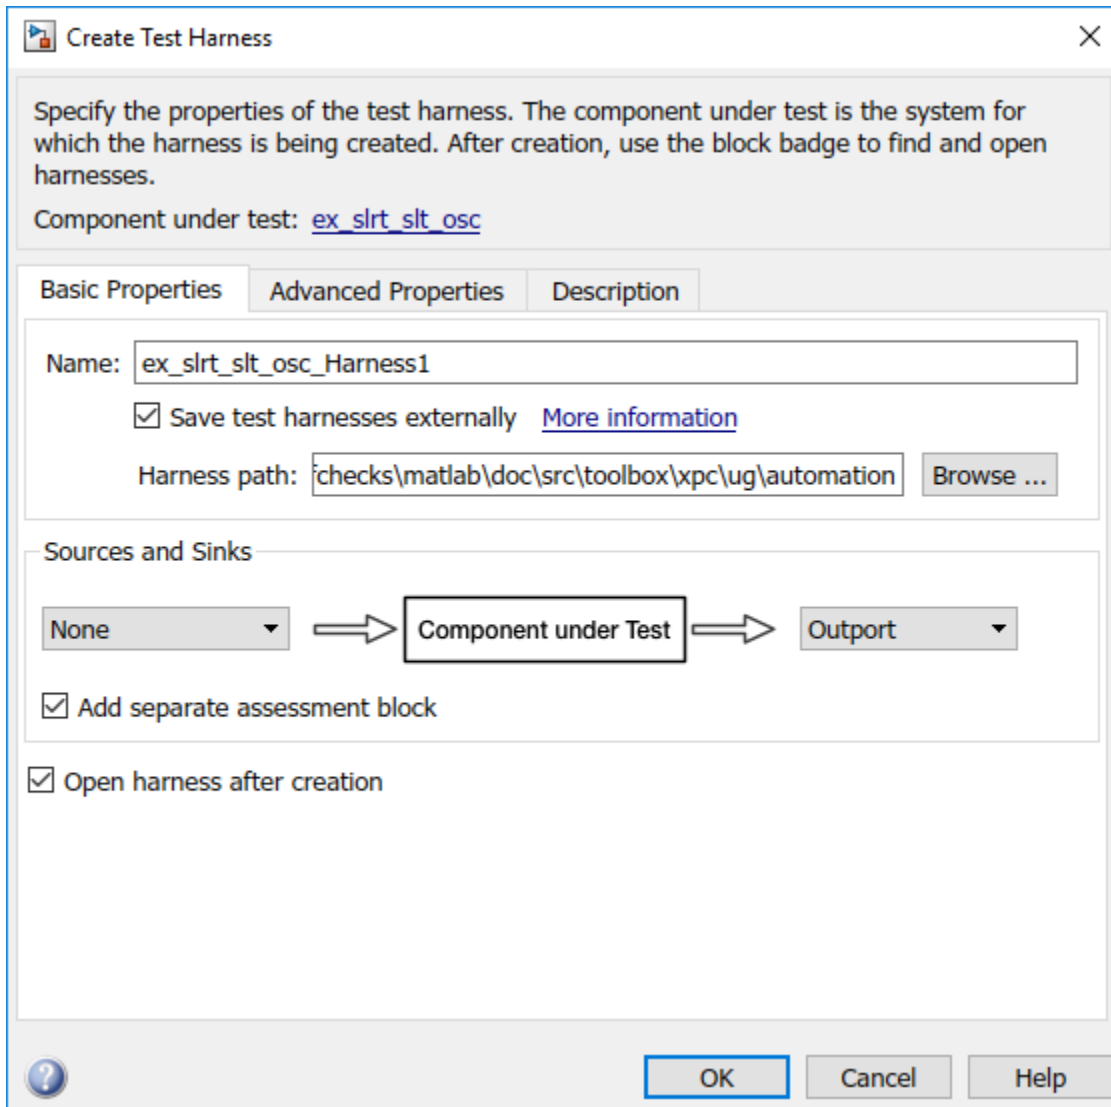 Create Test Harness
Specify the properties of the test harness. The component under test is the system for
which the harness is being created. After creation, use the block badge to find and open
harnesses.
Component under test: ex_slrt_slt_osc
Basic Properties Advanced Properties Description
Name: ex_slrt_slt_osc_Harness1
Save test harnesses externally More information
Harness path: fchecks\matlab\doc\src\toolbox\xpc\ug\automation Browse ...
Sources and Sinks
None Component under Test Outport
Add separate assessment block
Open harness after creation
? OK Cancel Help